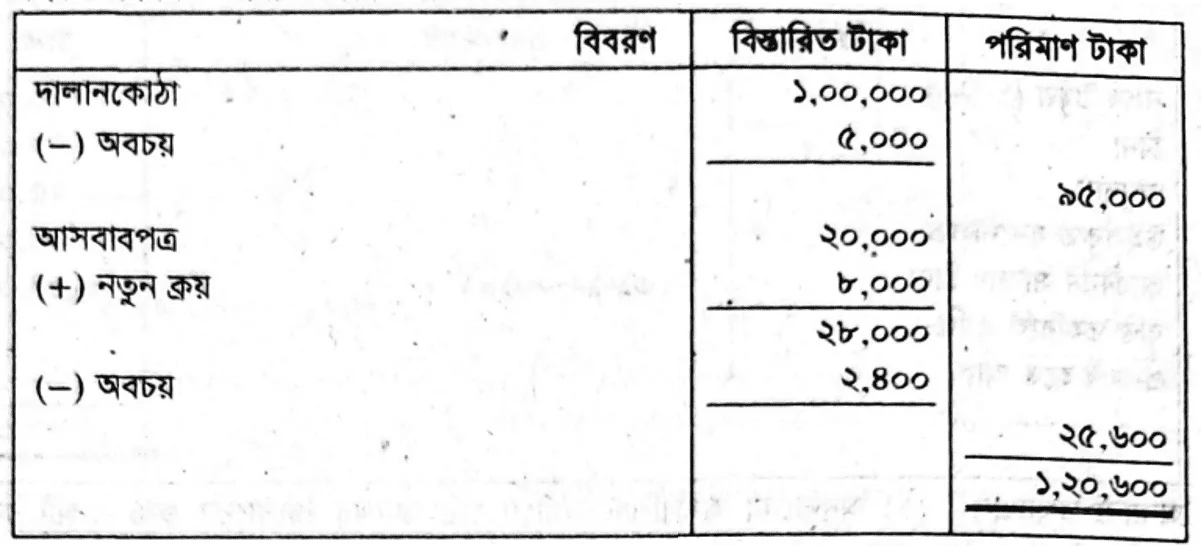 বিবরণ বিস্তারিত টাকা পরিমাণ টাকা
দালানকোঠা ১,০০,০০০
(−) অবচয় ৫,০০০
৯৫,০০০
আসবাবপত্র ২০,০০০
(+) নতুন ক্রয় ৮,০০০
২৮,০০০
(−) অবচয় ২,৪০০
২৫,৬০০
১,২০,৬০০